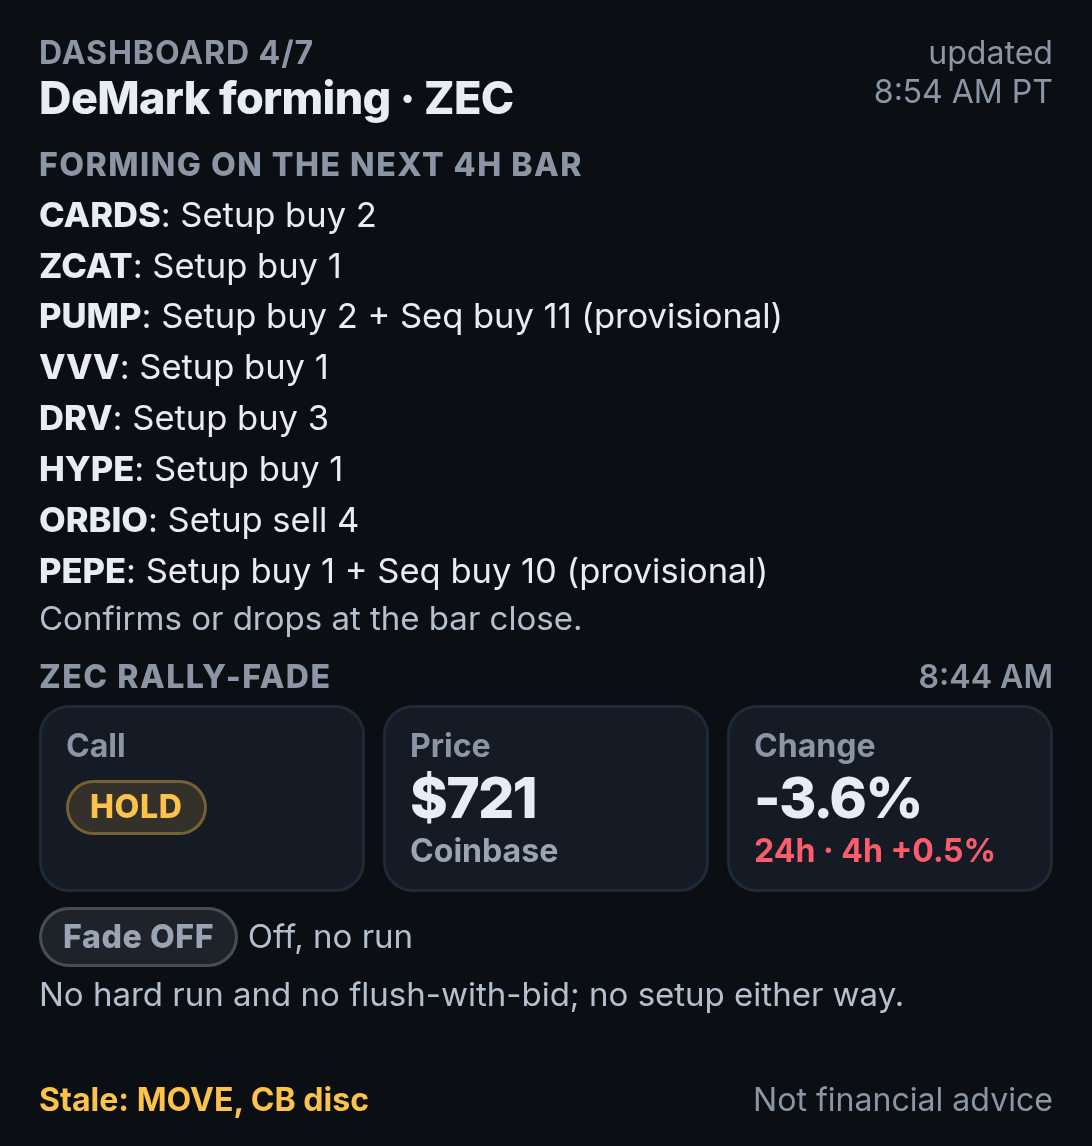 DASHBOARD 4/7
DeMark forming · ZEC
updated
8:54 AM PT
FORMING ON THE NEXT 4H BAR
CARDS: Setup buy 2
ZCAT: Setup buy 1
PUMP: Setup buy 2 + Seq buy 11 (provisional)
VVV: Setup buy 1
DRV: Setup buy 3
HYPE: Setup buy 1
ORBIO: Setup sell 4
PEPE: Setup buy 1 + Seq buy 10 (provisional)
Confirms or drops at the bar close.
ZEC RALLY-FADE 8:44 AM
Call
HOLD
Price
$721
Coinbase
Change
-3.6%
24h · 4h +0.5%
Fade OFF Off, no run
No hard run and no flush-with-bid; no setup either way.
Stale: MOVE, CB disc
Not financial advice